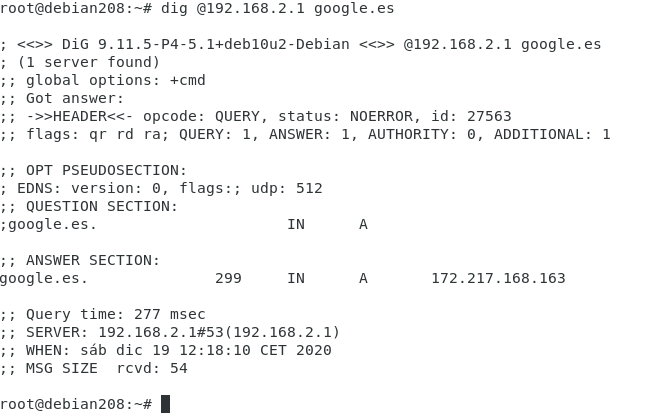 root@debian208:~# dig @192.168.2.1 google.es
; <<>> DiG 9.11.5-P4-5.1+deb10u2-Debian <<>> @192.168.2.1 google.es
; (1 server found)
;; global options: +cmd
;; Got answer:
;; ->>HEADER<<- opcode: QUERY, status: NOERROR, id: 27563
;; flags: qr rd ra; QUERY: 1, ANSWER: 1, AUTHORITY: 0, ADDITIONAL: 1
;; OPT PSEUDOSECTION:
; EDNS: version: 0, flags:; udp: 512
;; QUESTION SECTION:
;google.es. IN A
;; ANSWER SECTION:
google.es. 299 IN A 172.217.168.163
;; Query time: 277 msec
;; SERVER: 192.168.2.1#53(192.168.2.1)
;; WHEN: sáb dic 19 12:18:10 CET 2020
;; MSG SIZE  rcvd: 54
root@debian208:~#